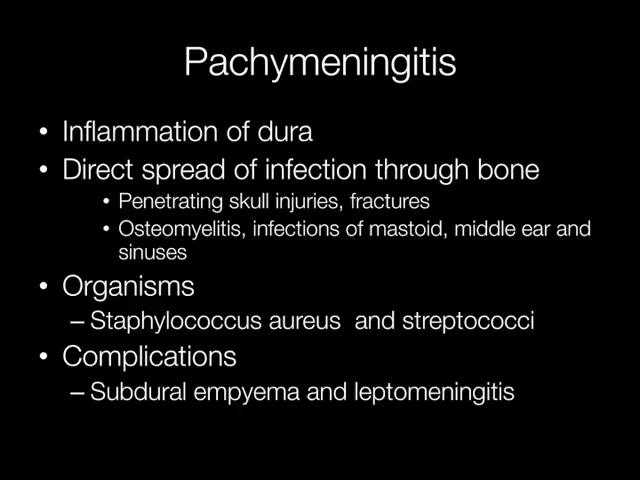 Pachymeningitis
• Inflammation of dura
• Direct spread of infection through bone
• Penetrating skull injuries, fractures
• Osteomyelitis, infections of mastoid, middle ear and
sinuses
• Organisms
– Staphylococcus aureus and streptococci
• Complications
– Subdural empyema and leptomeningitis